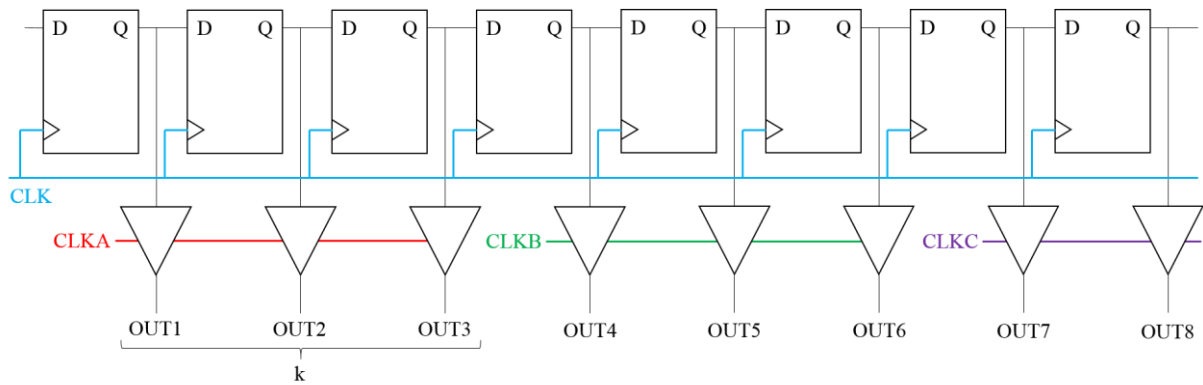 D Q D Q D Q D Q D Q D Q D Q D Q
CLK
CLKA CLKB CLKC
OUT1 OUT2 OUT3 OUT4 OUT5 OUT6 OUT7 OUT8
k